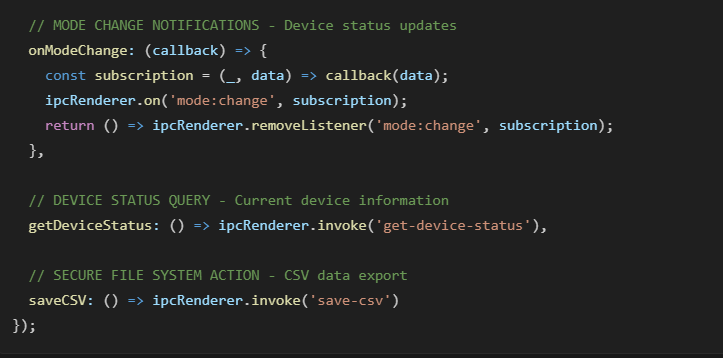 // MODE CHANGE NOTIFICATIONS - Device status updates
onModeChange: (callback) => {
const subscription = (_, data) => callback(data);
ipcRenderer.on('mode:change', subscription);
return () => ipcRenderer.removeListener('mode:change', subscription);
},
// DEVICE STATUS QUERY - Current device information
getDeviceStatus: () => ipcRenderer.invoke('get-device-status'),
// SECURE FILE SYSTEM ACTION - CSV data export
saveCSV: () => ipcRenderer.invoke('save-csv')
});